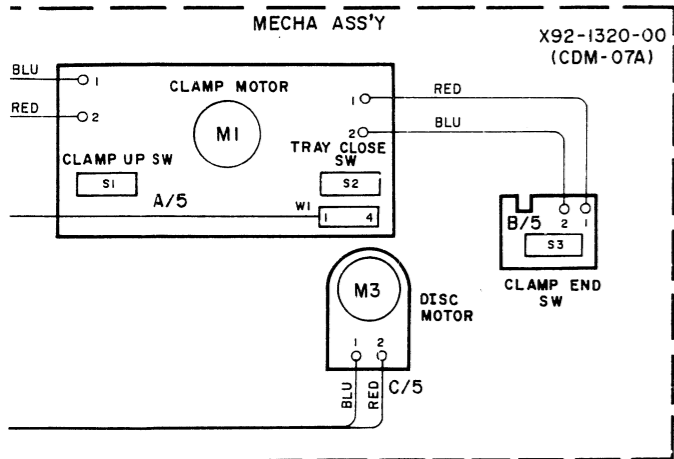 MECHA ASS'Y
X92-1320-00
(CDM-07A)
BLU
1
RED
2
CLAMP MOTOR
M1
1
RED
2
BLU
CLAMP UP SW
S1
TRAY CLOSE
SW
S2
A/5
W1
1 4
B/5
2 1
S3
CLAMP END
SW
M3
DISC
MOTOR
1 2
BLU
RED
C/5